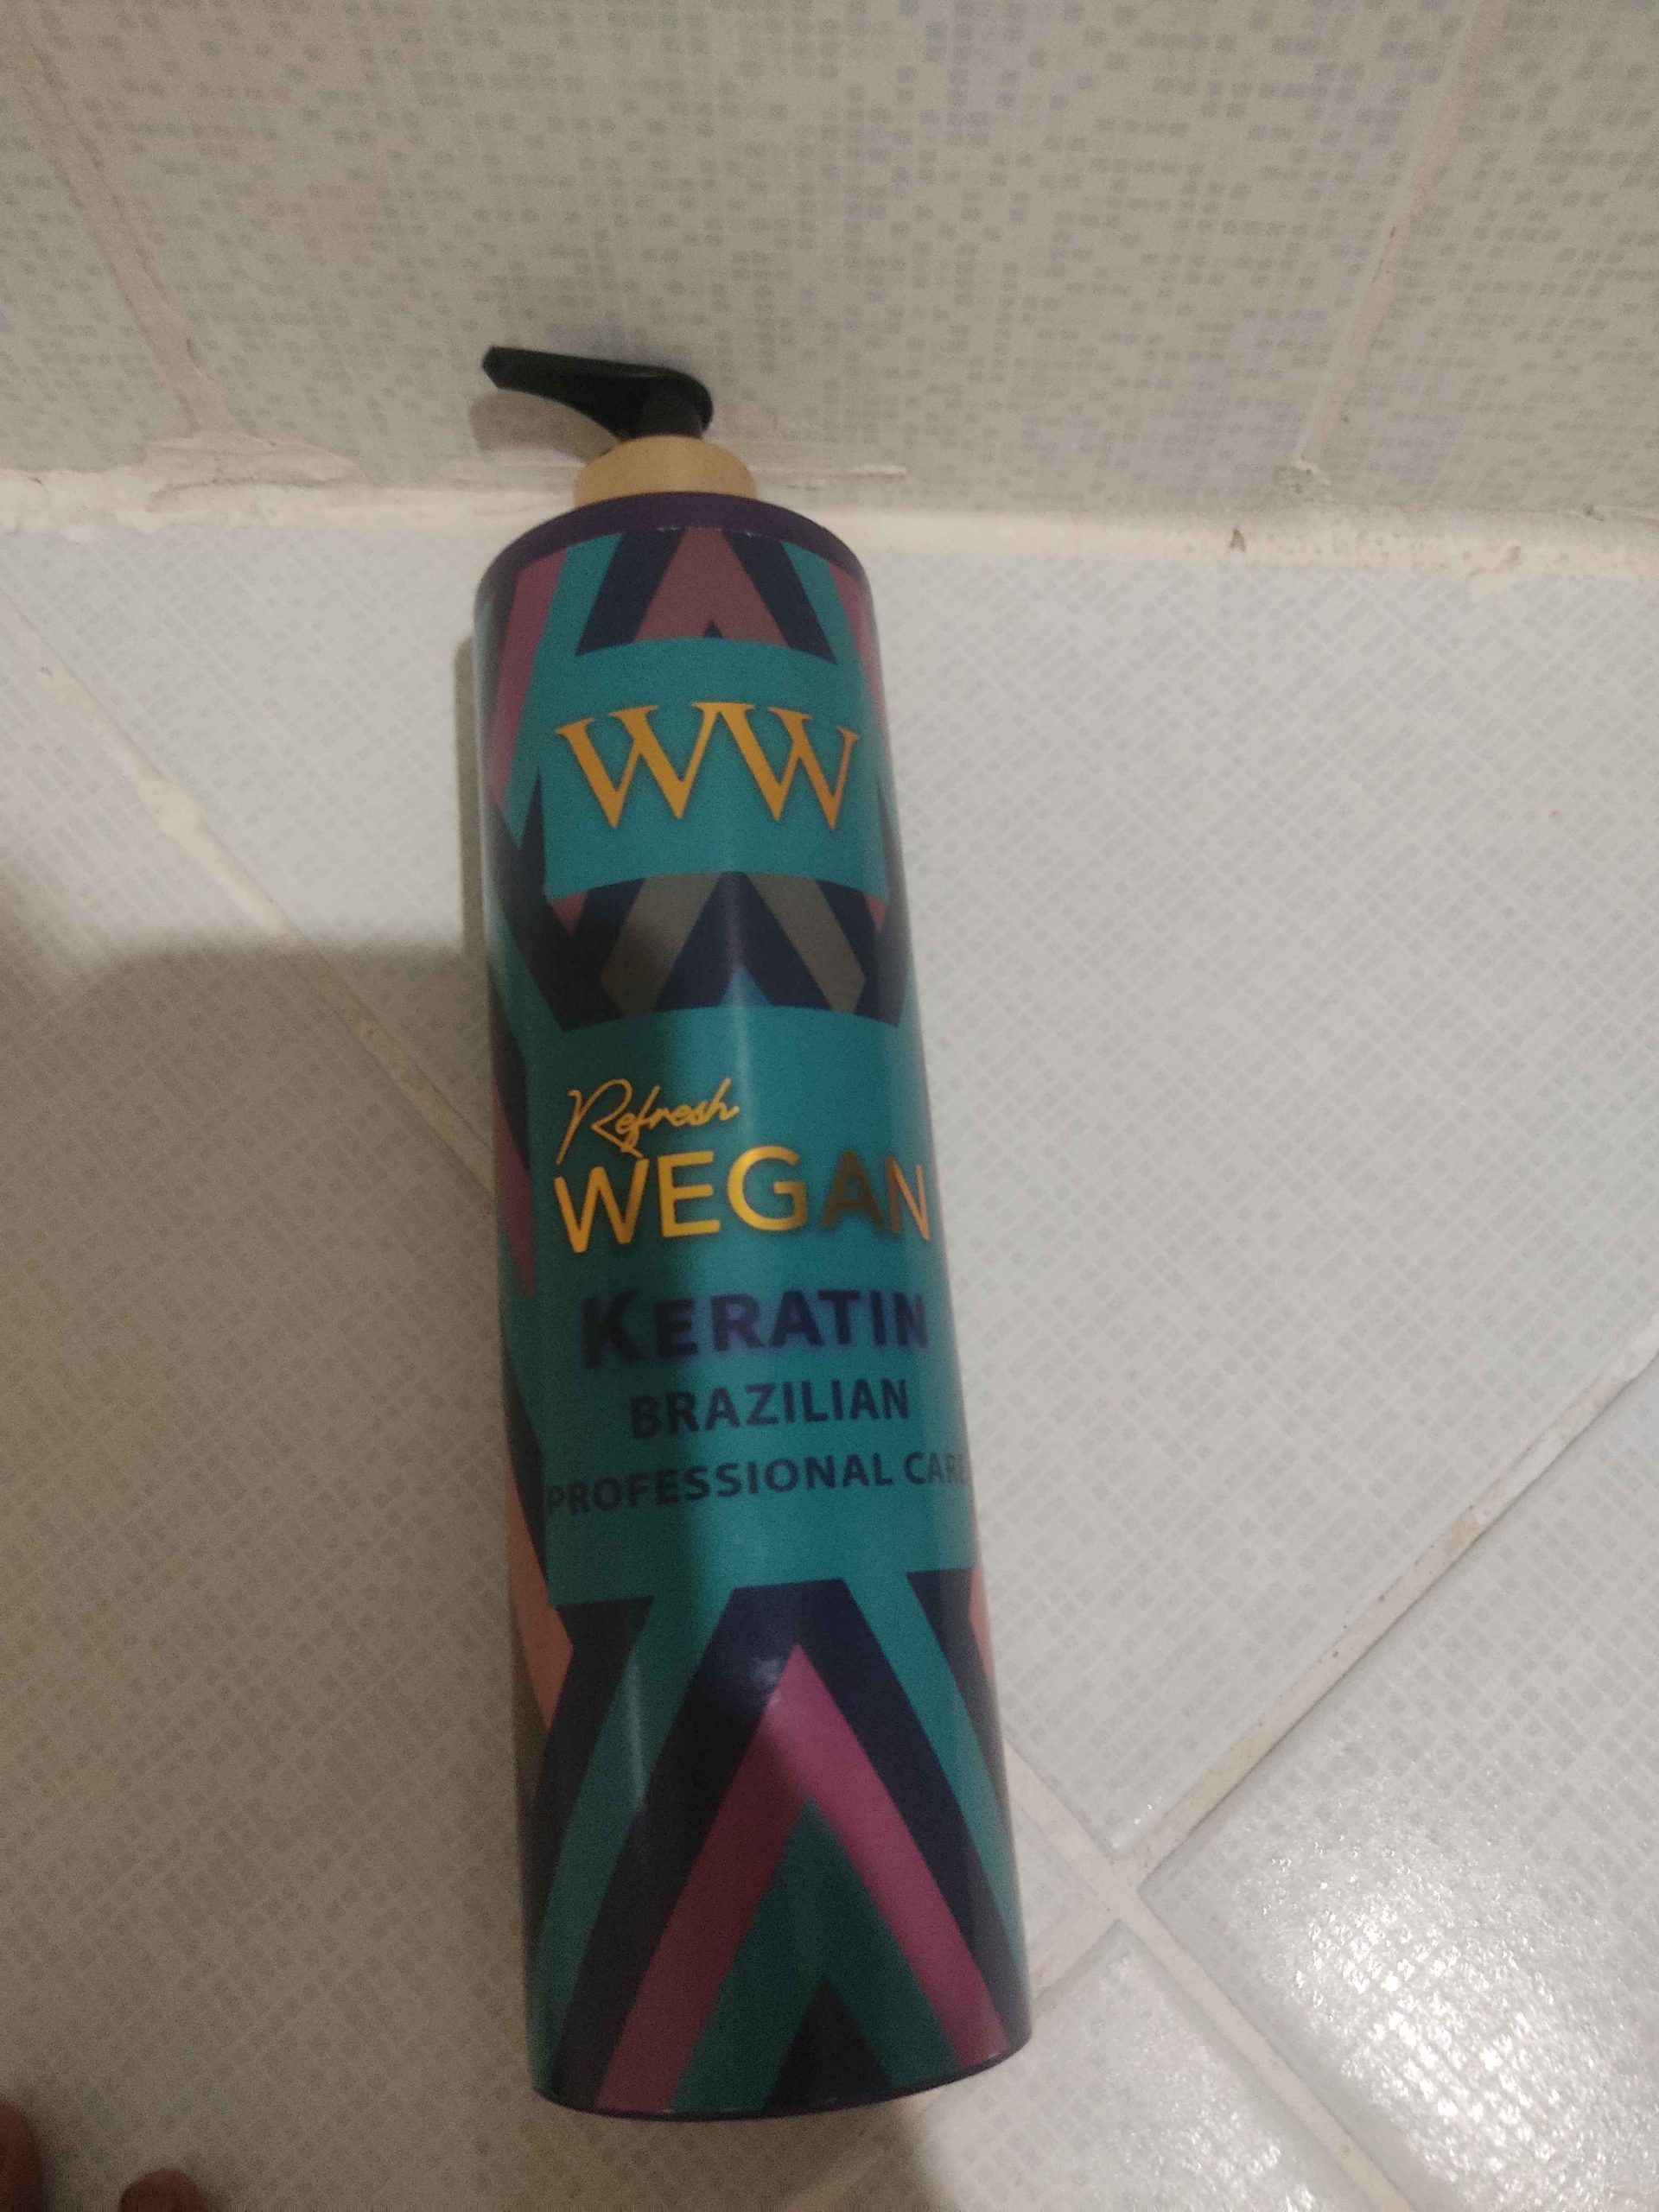 WW
Refresh
WEGAN
KERATIN
BRAZILIAN
PROFESSIONAL CARE